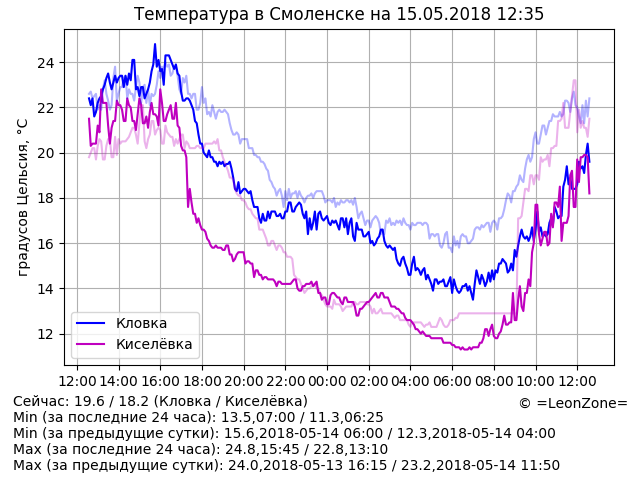 Температура в Смоленске на 15.05.2018 12:35
градусов Цельсия, °C
24
22
20
18
16
14
12
Кловка
Киселёвка
12:00 14:00 16:00 18:00 20:00 22:00 00:00 02:00 04:00 06:00 08:00 10:00 12:00
Сейчас: 19.6 / 18.2 (Кловка / Киселёвка)
© =LeonZone=
Min (за последние 24 часа): 13.5,07:00 / 11.3,06:25
Min (за предыдущие сутки): 15.6,2018-05-14 06:00 / 12.3,2018-05-14 04:00
Max (за последние 24 часа): 24.8,15:45 / 22.8,13:10
Max (за предыдущие сутки): 24.0,2018-05-13 16:15 / 23.2,2018-05-14 11:50